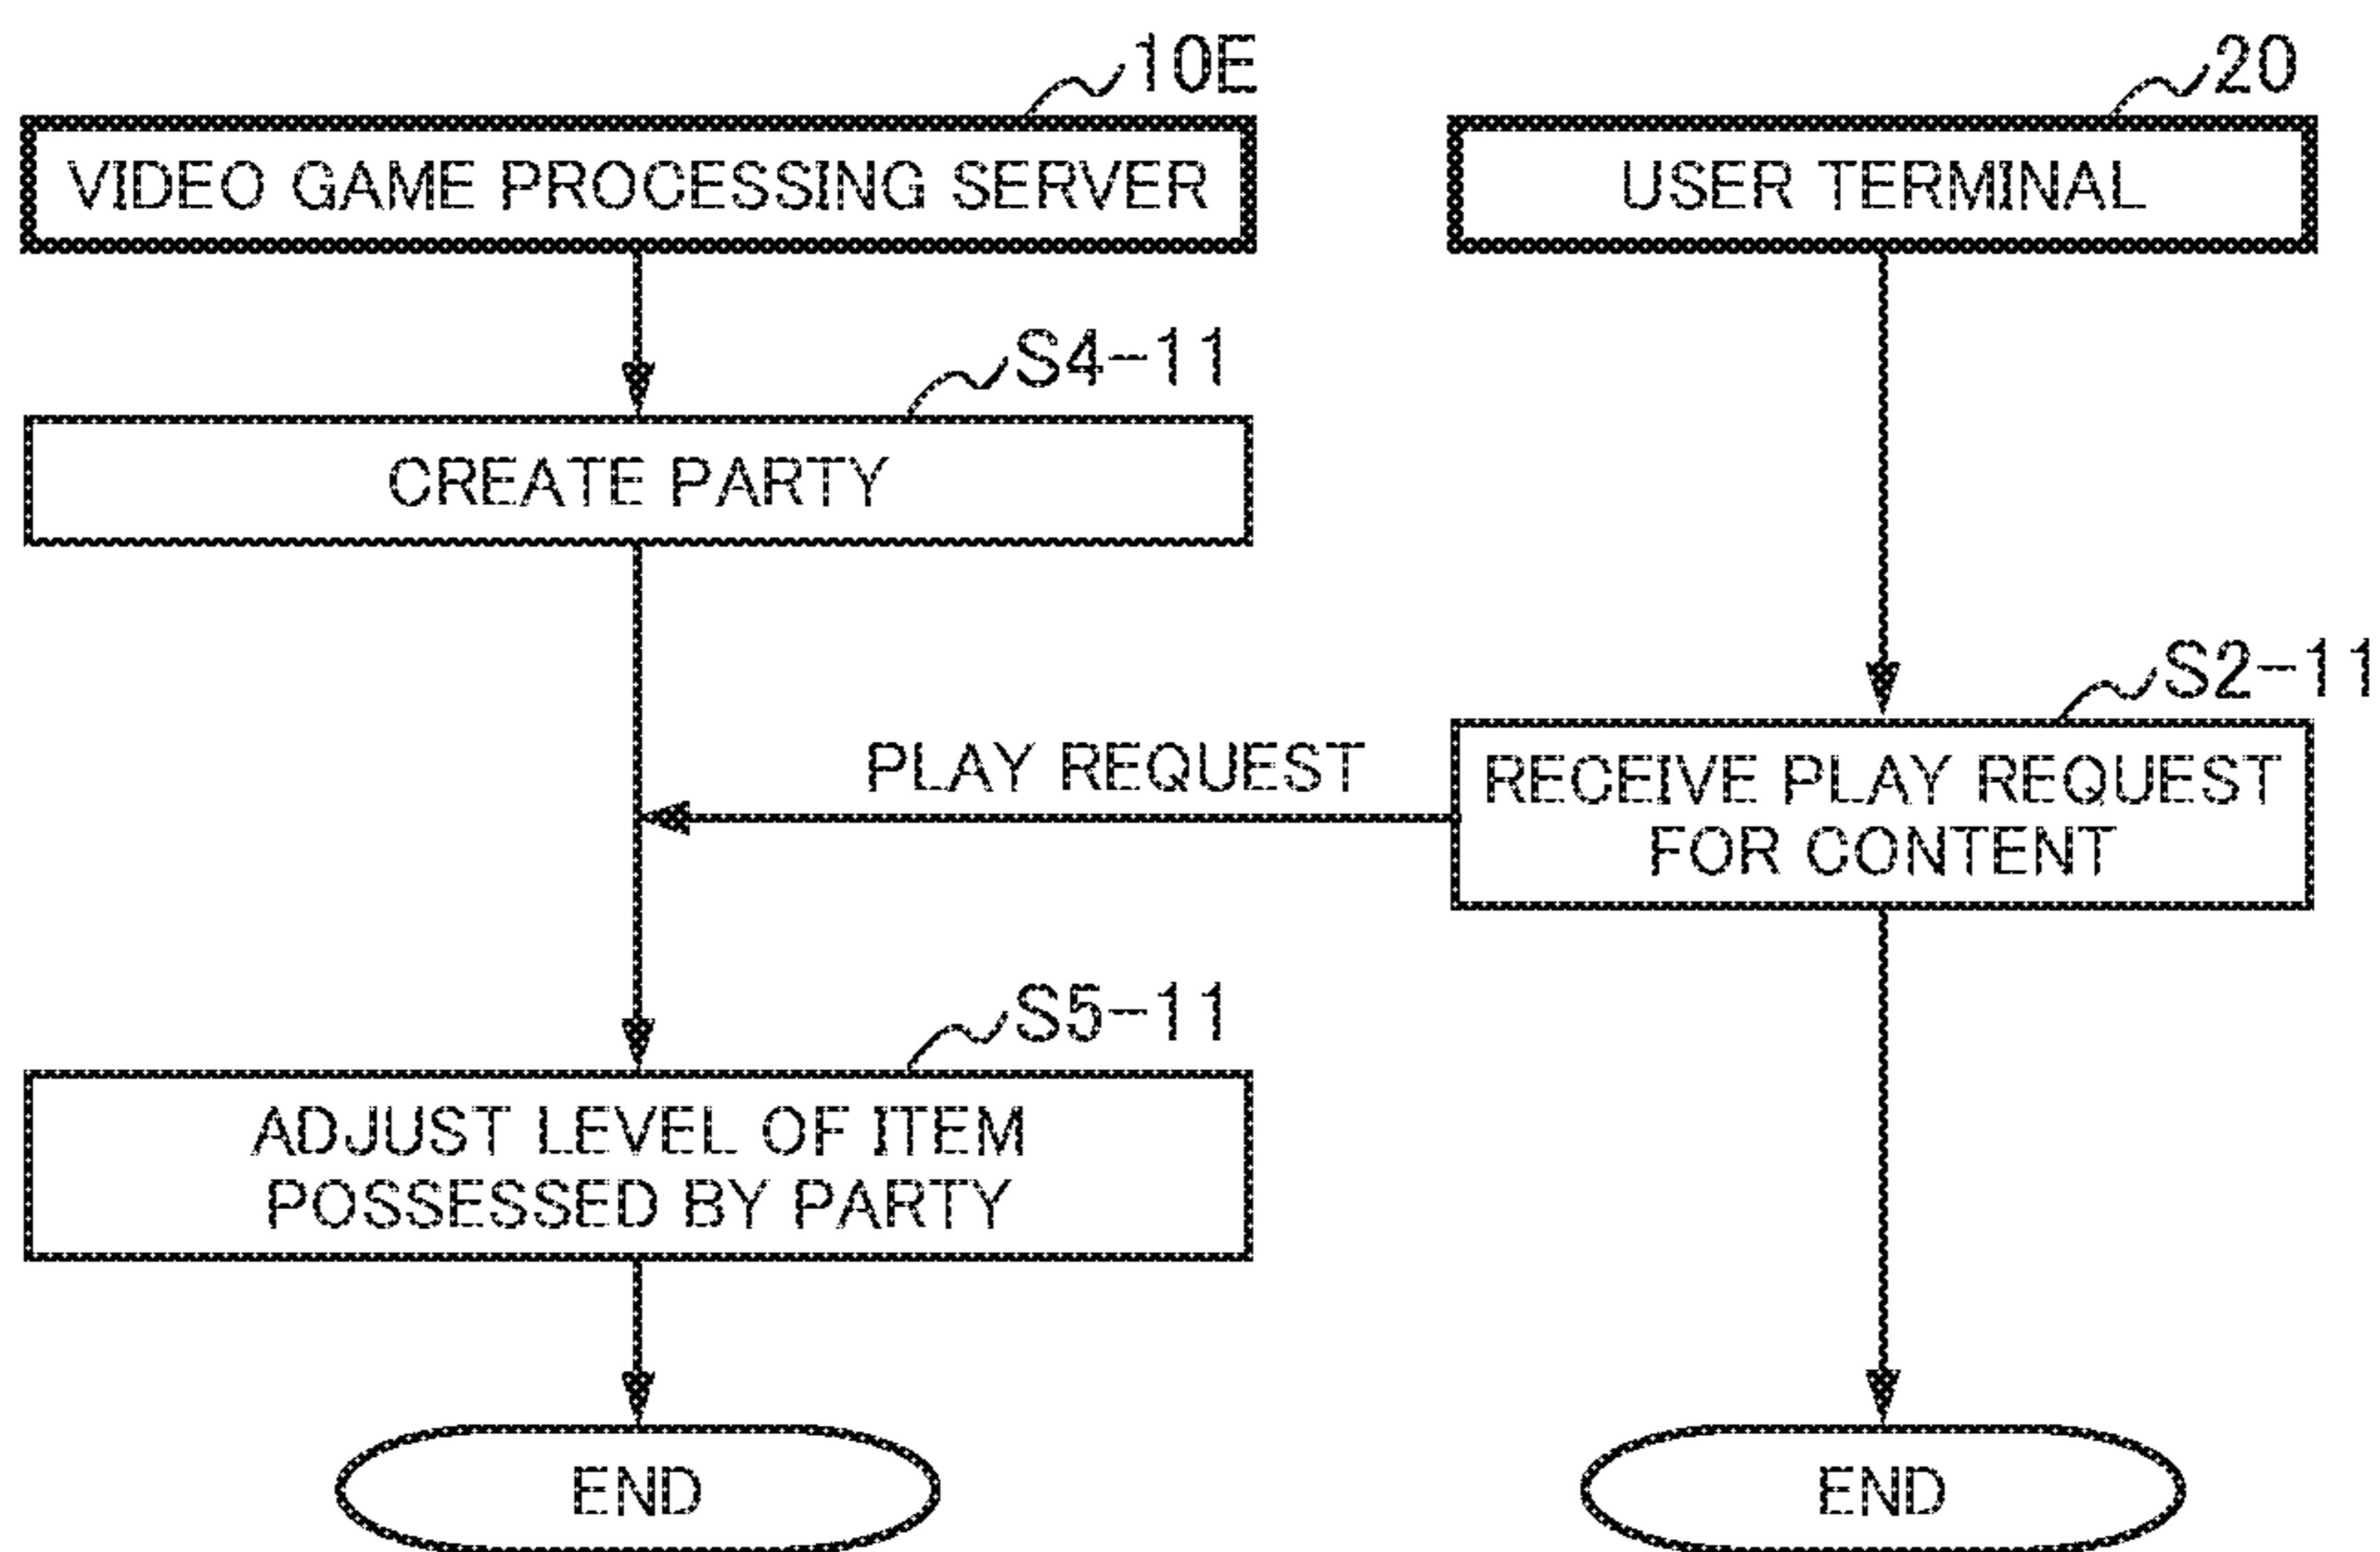 10E
20
VIDEO GAME PROCESSING SERVER
USER TERMINAL
S4-11
CREATE PARTY
S2-11
PLAY REQUEST
RECEIVE PLAY REQUEST
FOR CONTENT
S5-11
ADJUST LEVEL OF ITEM
POSSESSED BY PARTY
END
END